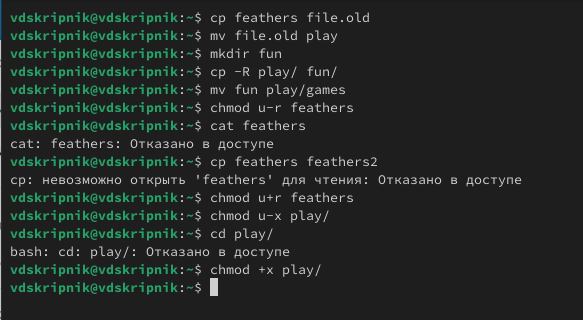 vdskripnik@vdskripnik:~$ cp feathers file.old
vdskripnik@vdskripnik:~$ mv file.old play
vdskripnik@vdskripnik:~$ mkdir fun
vdskripnik@vdskripnik:~$ cp -R play/ fun/
vdskripnik@vdskripnik:~$ mv fun play/games
vdskripnik@vdskripnik:~$ chmod u-r feathers
vdskripnik@vdskripnik:~$ cat feathers
cat: feathers: Отказано в доступе
vdskripnik@vdskripnik:~$ cp feathers feathers2
cp: невозможно открыть 'feathers' для чтения: Отказано в доступе
vdskripnik@vdskripnik:~$ chmod u+r feathers
vdskripnik@vdskripnik:~$ chmod u-x play/
vdskripnik@vdskripnik:~$ cd play/
bash: cd: play/: Отказано в доступе
vdskripnik@vdskripnik:~$ chmod +x play/
vdskripnik@vdskripnik:~$